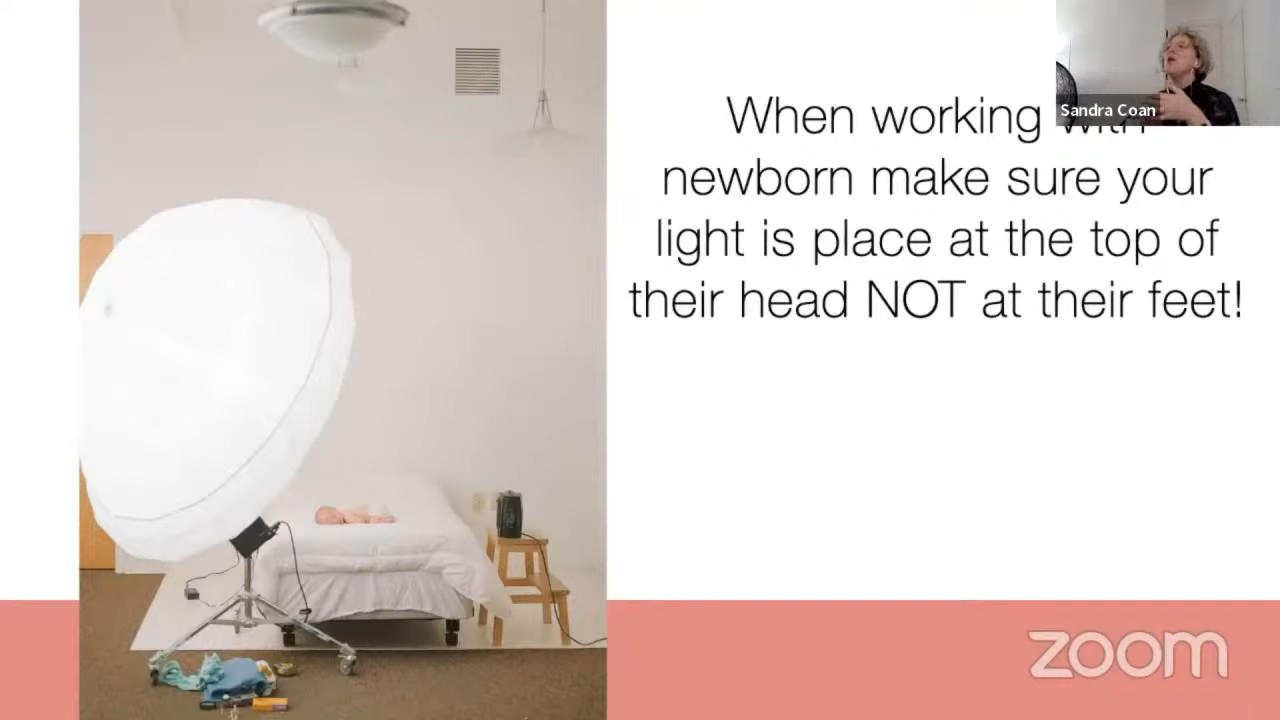 When working with
newborn make sure your
light is place at the top of
their head NOT at their feet!
Sandra Coan
zoom